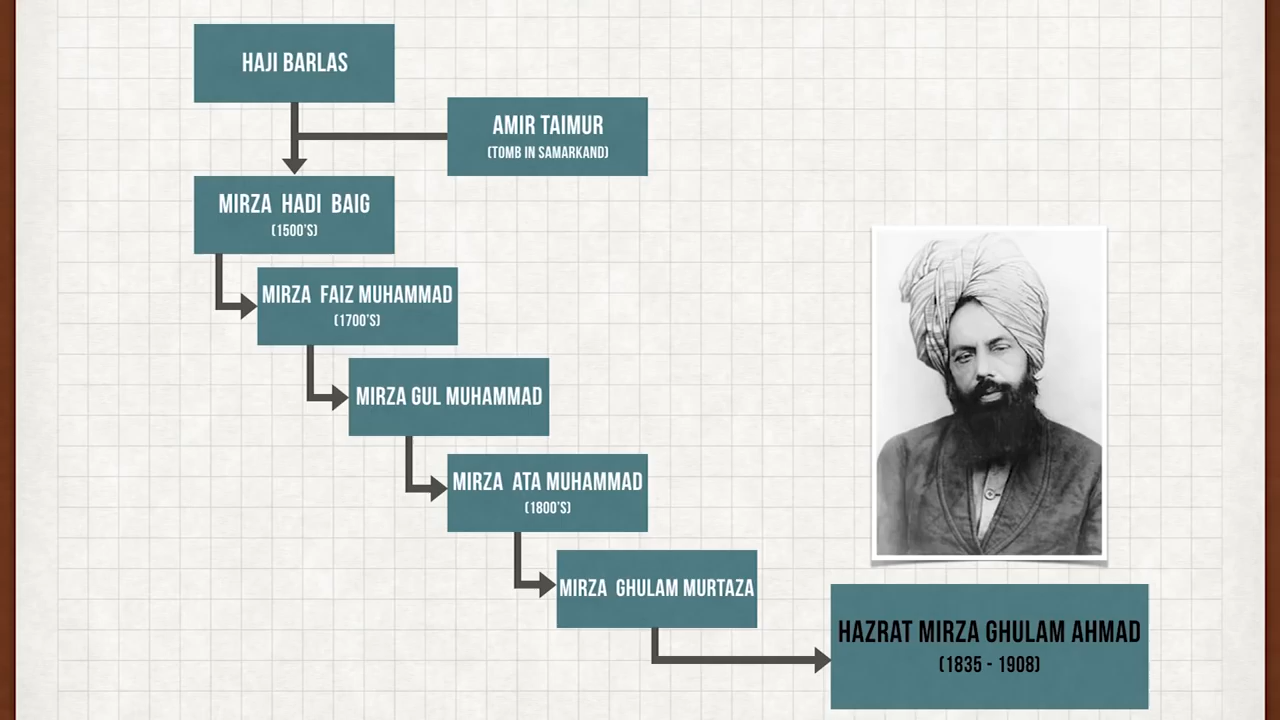 HAJI BARLAS
AMIR TAIMUR
(TOMB IN SAMARKAND)
MIRZA HADI BAIG
(1500'S)
MIRZA FAIZ MUHAMMAD
(1700'S)
MIRZA GUL MUHAMMAD
MIRZA ATA MUHAMMAD
(1800'S)
MIRZA GHULAM MURTAZA
HAZRAT MIRZA GHULAM AHMAD
(1835 - 1908)